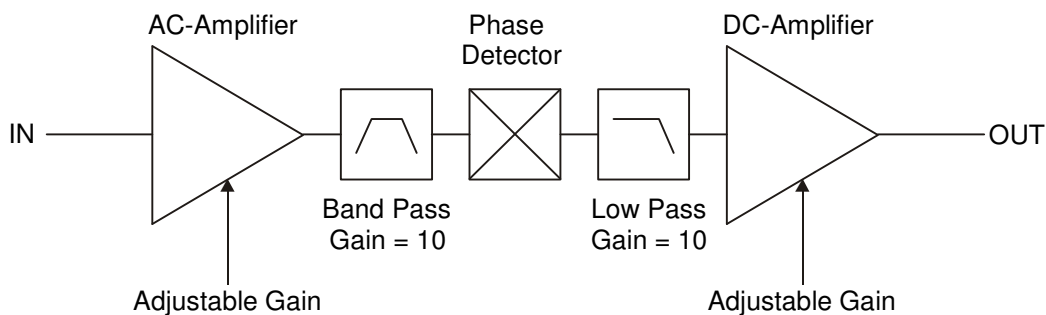 AC-Amplifier
Phase
Detector
DC-Amplifier
IN
OUT
Band Pass
Gain = 10
Low Pass
Gain = 10
Adjustable Gain
Adjustable Gain